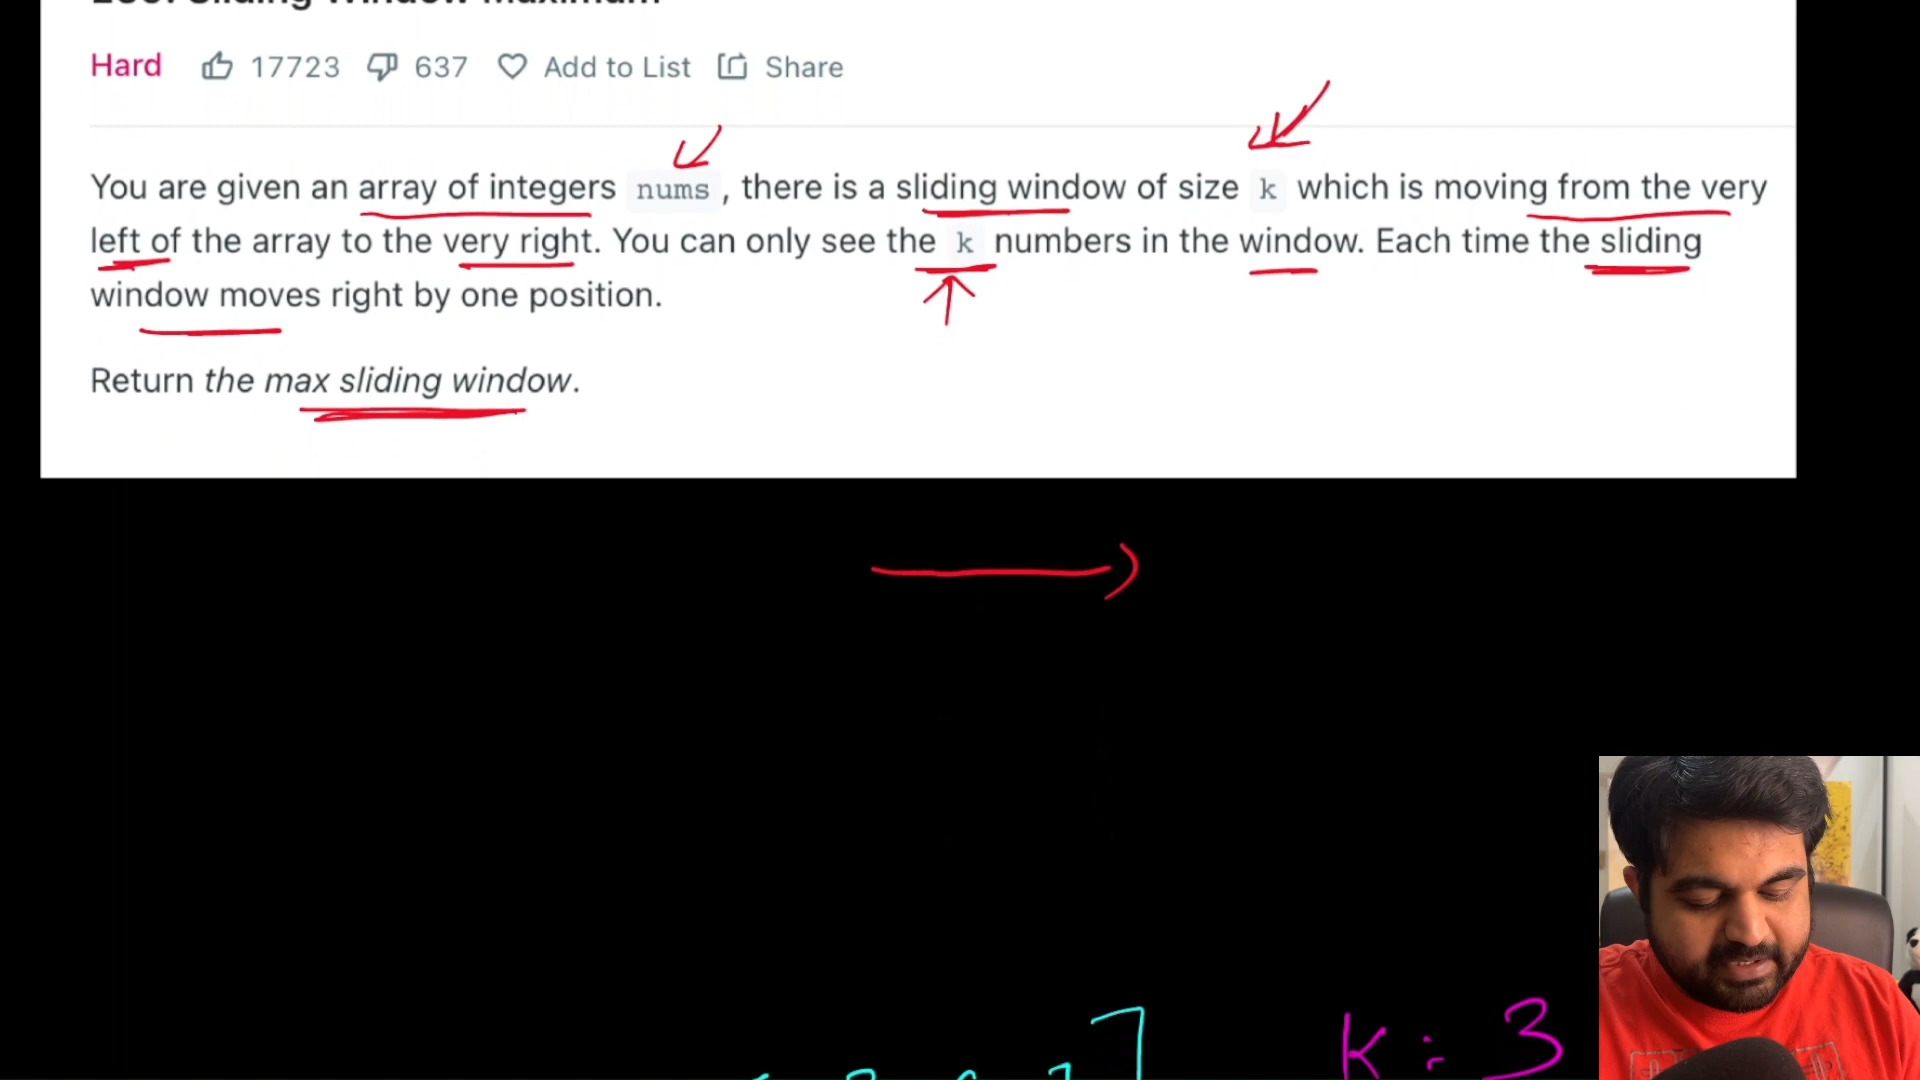 Hard 17723 637 Add to List Share
You are given an array of integers nums , there is a sliding window of size k which is moving from the very
left of the array to the very right. You can only see the k numbers in the window. Each time the sliding
window moves right by one position.
Return the max sliding window.
] k : 3